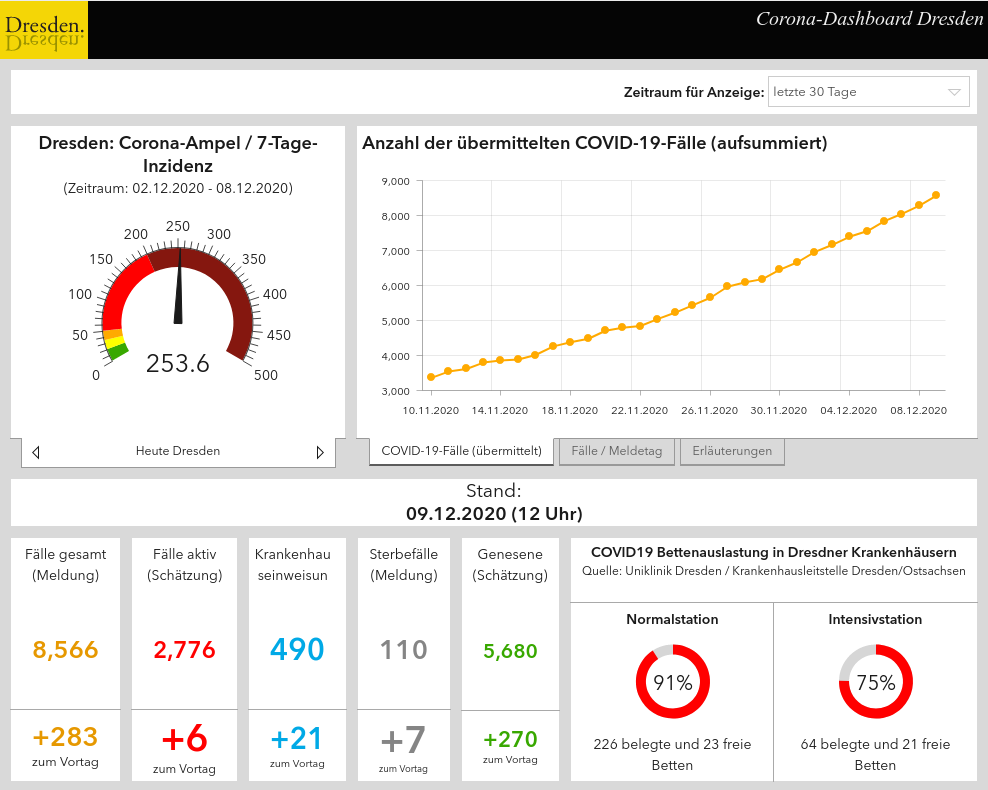 Dresden.
Dresden.
Corona-Dashboard Dresden
Zeitraum für Anzeige: letzte 30 Tage
Dresden: Corona-Ampel / 7-Tage-
Inzidenz
(Zeitraum: 02.12.2020 - 08.12.2020)
0
50
100
150
200
250
300
350
400
450
500
253.6
Heute Dresden
Anzahl der übermittelten COVID-19-Fälle (aufsummiert)
9,000
8,000
7,000
6,000
5,000
4,000
3,000
10.11.2020 14.11.2020 18.11.2020 22.11.2020 26.11.2020 30.11.2020 04.12.2020 08.12.2020
COVID-19-Fälle (übermittelt) Fälle / Meldetag Erläuterungen
Stand:
09.12.2020 (12 Uhr)
Fälle gesamt
(Meldung)
8,566
+283
zum Vortag
Fälle aktiv
(Schätzung)
2,776
+6
zum Vortag
Krankenhau
seinweisun
490
+21
zum Vortag
Sterbefälle
(Meldung)
110
+7
zum Vortag
Genesene
(Schätzung)
5,680
+270
zum Vortag
COVID19 Bettenauslastung in Dresdner Krankenhäusern
Quelle: Uniklinik Dresden / Krankenhausleitstelle Dresden/Ostsachsen
Normalstation
91%
226 belegte und 23 freie
Betten
Intensivstation
75%
64 belegte und 21 freie
Betten